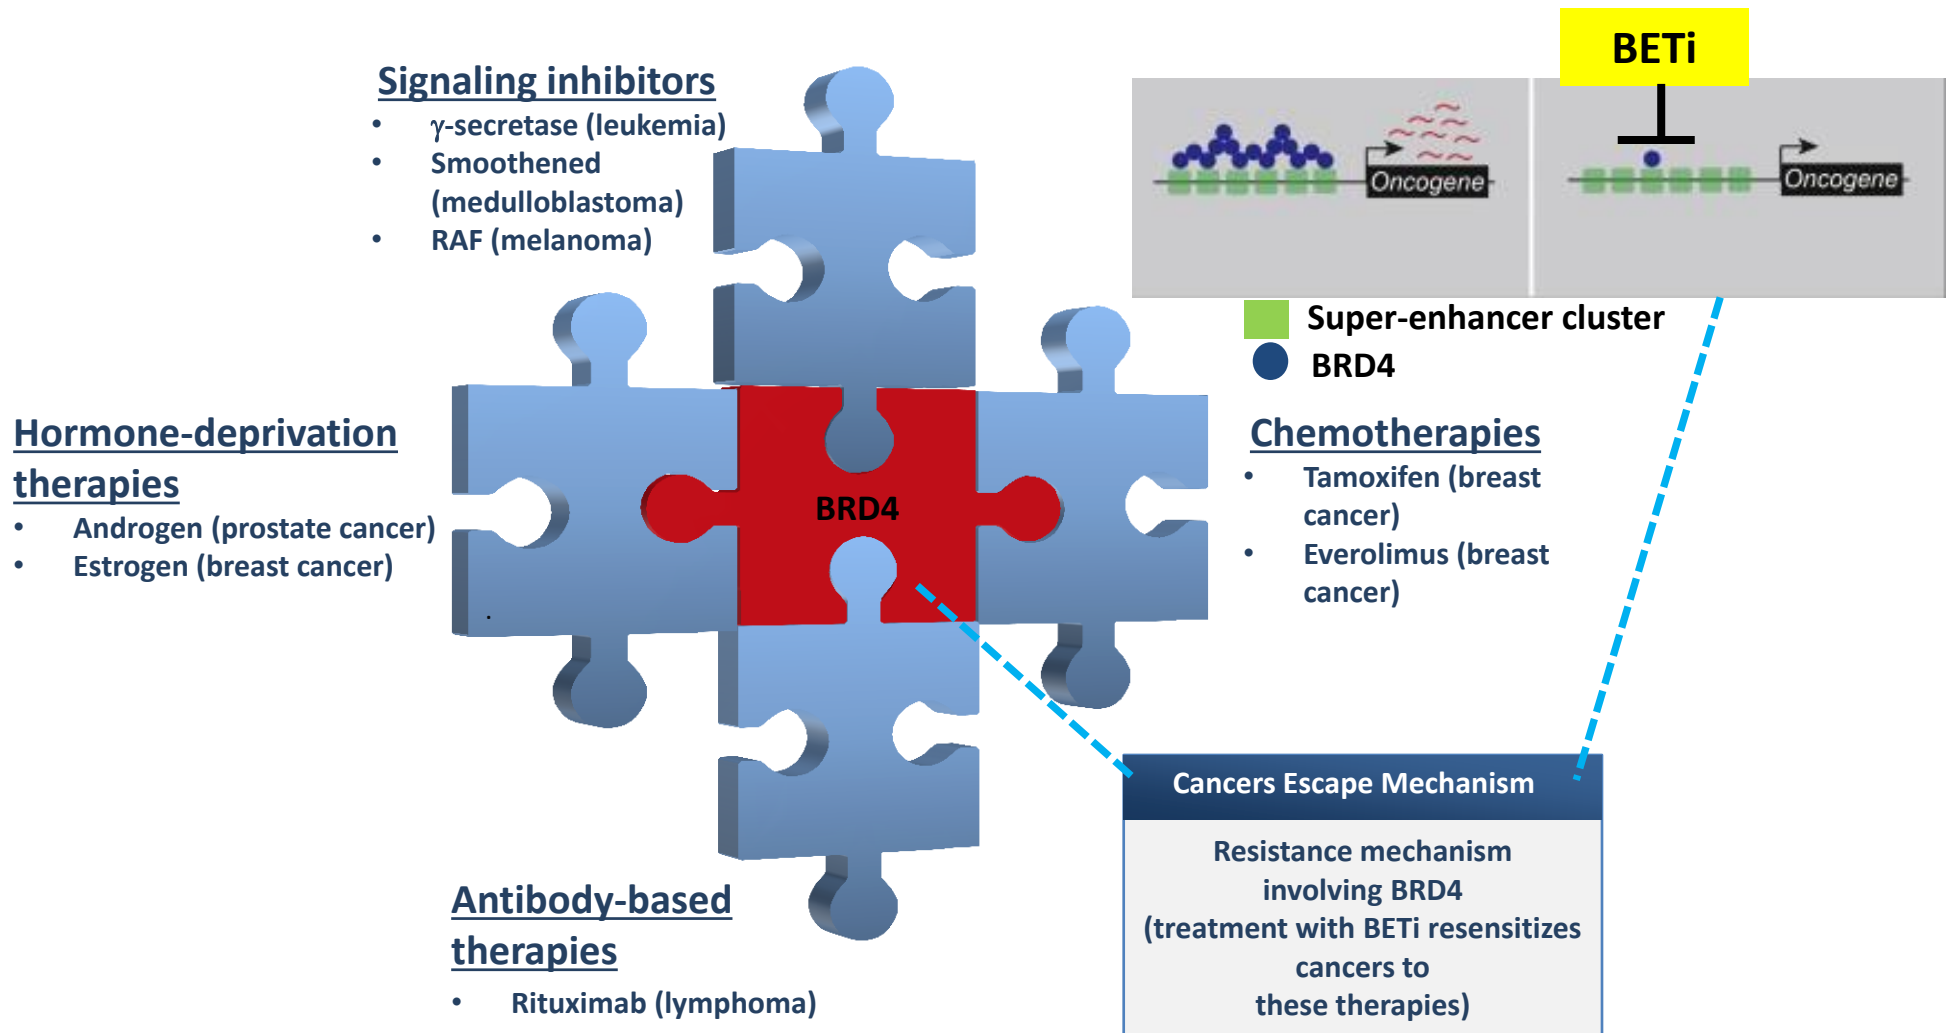 BETi
Signaling inhibitors
• γ-secretase (leukemia)
• Smoothened
(medulloblastoma)
• RAF (melanoma)
Oncogene
Oncogene
Super-enhancer cluster
BRD4
Hormone-deprivation
therapies
• Androgen (prostate cancer)
• Estrogen (breast cancer)
BRD4
Chemotherapies
• Tamoxifen (breast
cancer)
• Everolimus (breast
cancer)
Antibody-based
therapies
• Rituximab (lymphoma)
Cancers Escape Mechanism
Resistance mechanism
involving BRD4
(treatment with BETi resensitizes
cancers to
these therapies)